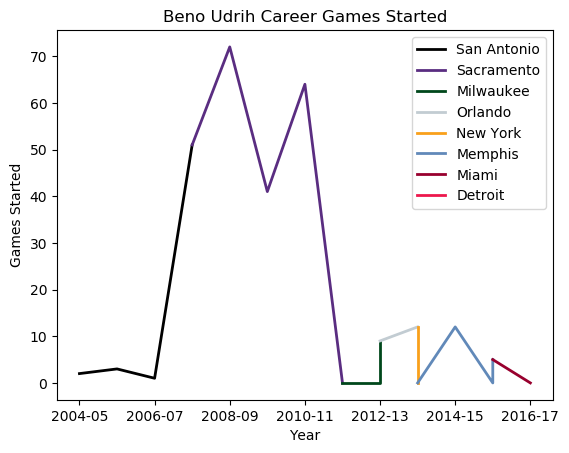 Beno Udrih Career Games Started
Games Started
70
60
50
40
30
20
10
0
San Antonio
Sacramento
Milwaukee
Orlando
New York
Memphis
Miami
Detroit
2004-05 2006-07 2008-09 2010-11 2012-13 2014-15 2016-17
Year